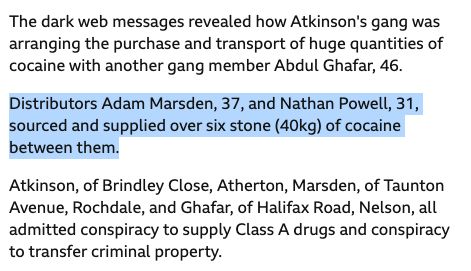 The dark web messages revealed how Atkinson's gang was
arranging the purchase and transport of huge quantities of
cocaine with another gang member Abdul Ghafar, 46.
Distributors Adam Marsden, 37, and Nathan Powell, 31,
sourced and supplied over six stone (40kg) of cocaine
between them.
Atkinson, of Brindley Close, Atherton, Marsden, of Taunton
Avenue, Rochdale, and Ghafar, of Halifax Road, Nelson, all
admitted conspiracy to supply Class A drugs and conspiracy
to transfer criminal property.